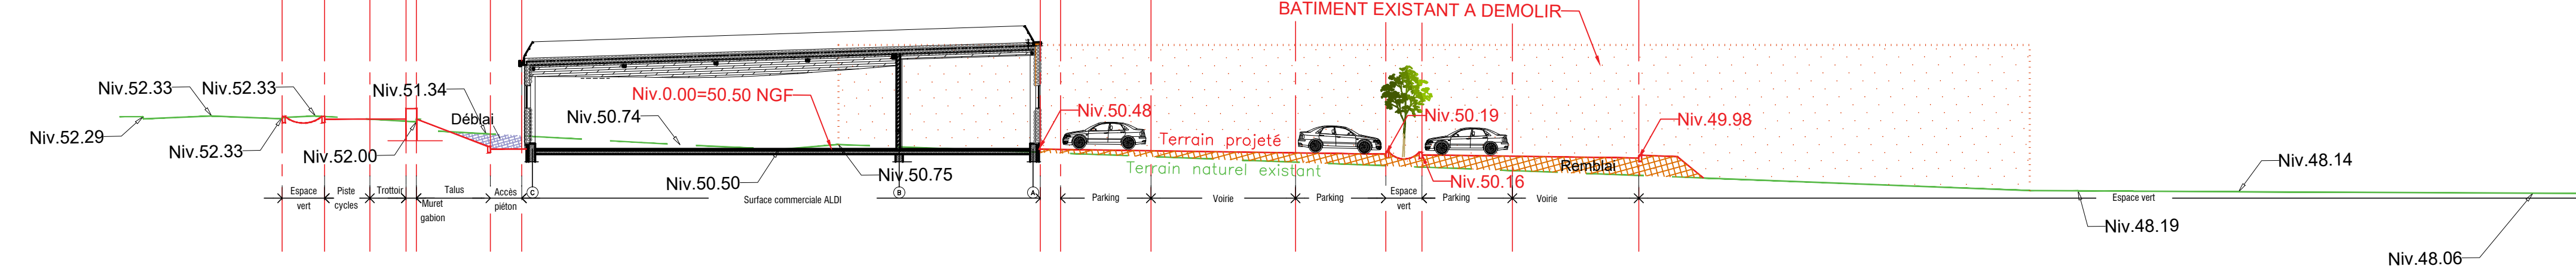 BATIMENT EXISTANT A DEMOLIR
Niv.52.33
Niv.52.33
Niv.51.34
Niv.0.00=50.50 NGF
Niv.50.74
Déblai
Niv.52.29
Niv.52.33
Niv.52.00
Niv.50.50
Niv.50.75
Niv.50.48
Terrain projeté
Terrain naturel existant
Niv.50.19
Niv.50.16
Niv.49.98
Remblai
Niv.48.14
Niv.48.19
Niv.48.06
Espace
vert
Piste
cycles
Trottoir
Muret
gabion
Talus
Accès
piéton
C
B
A
Surface commerciale ALDI
Parking
Voirie
Parking
Espace
vert
Parking
Voirie
Espace vert